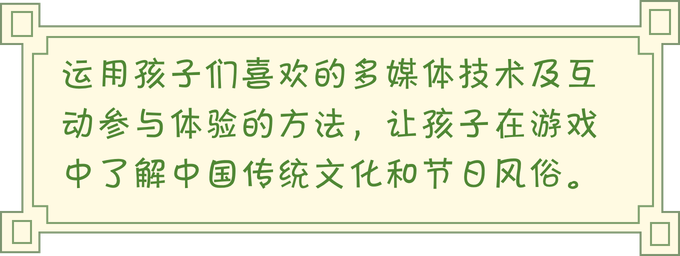 运用孩子们喜欢的多媒体技术及互
动参与体验的方法，让孩子在游戏
中了解中国传统文化和节日风俗。